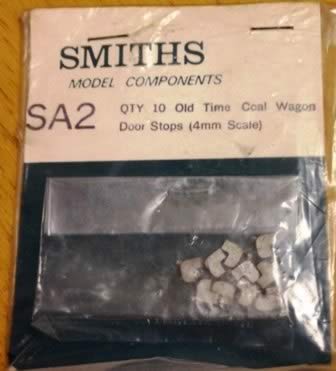 SMITHS
MODEL COMPONENTS
SA2
QTY 10 Old Time Coal Wagon
Door Stops (4mm Scale)